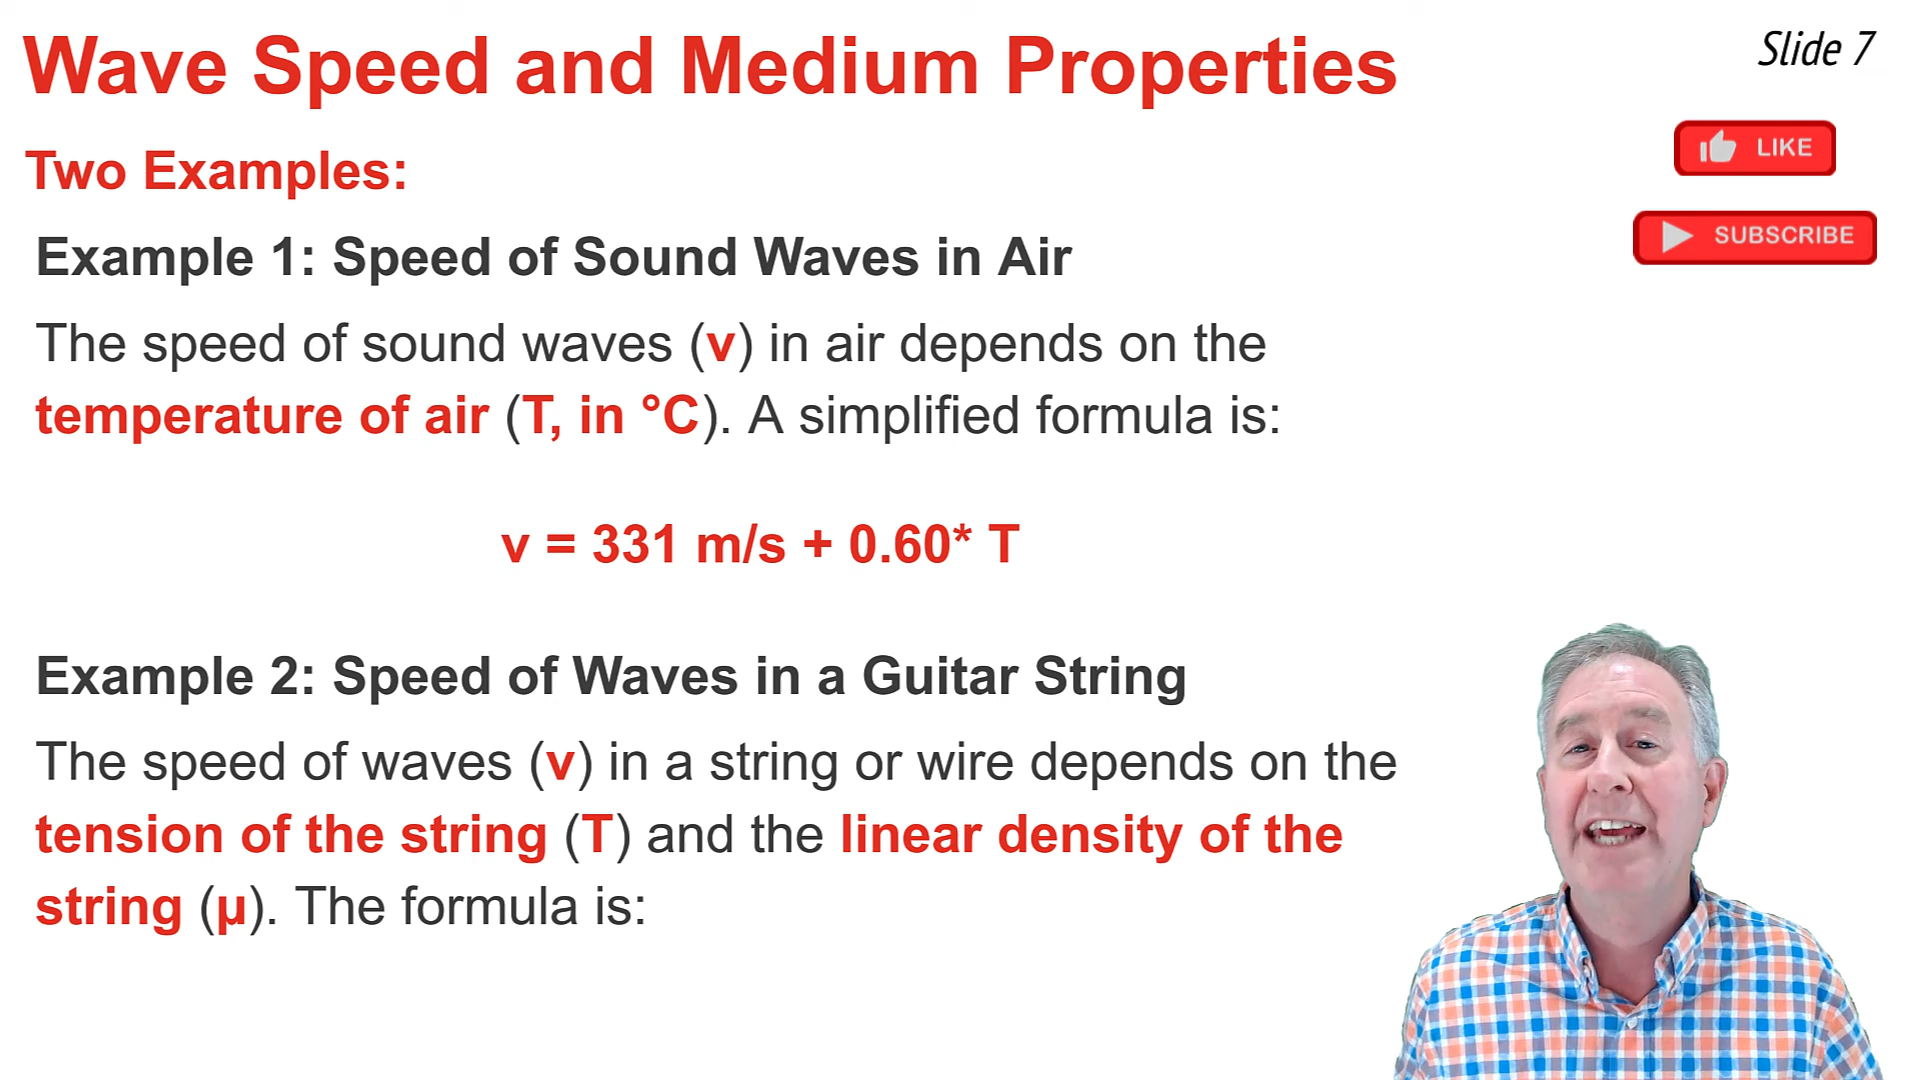 Wave Speed and Medium Properties
Slide 7
LIKE
SUBSCRIBE
Two Examples:
Example 1: Speed of Sound Waves in Air
The speed of sound waves (v) in air depends on the
temperature of air (T, in °C). A simplified formula is:
v = 331 m/s + 0.60* T
Example 2: Speed of Waves in a Guitar String
The speed of waves (v) in a string or wire depends on the
tension of the string (T) and the linear density of the
string (µ). The formula is: